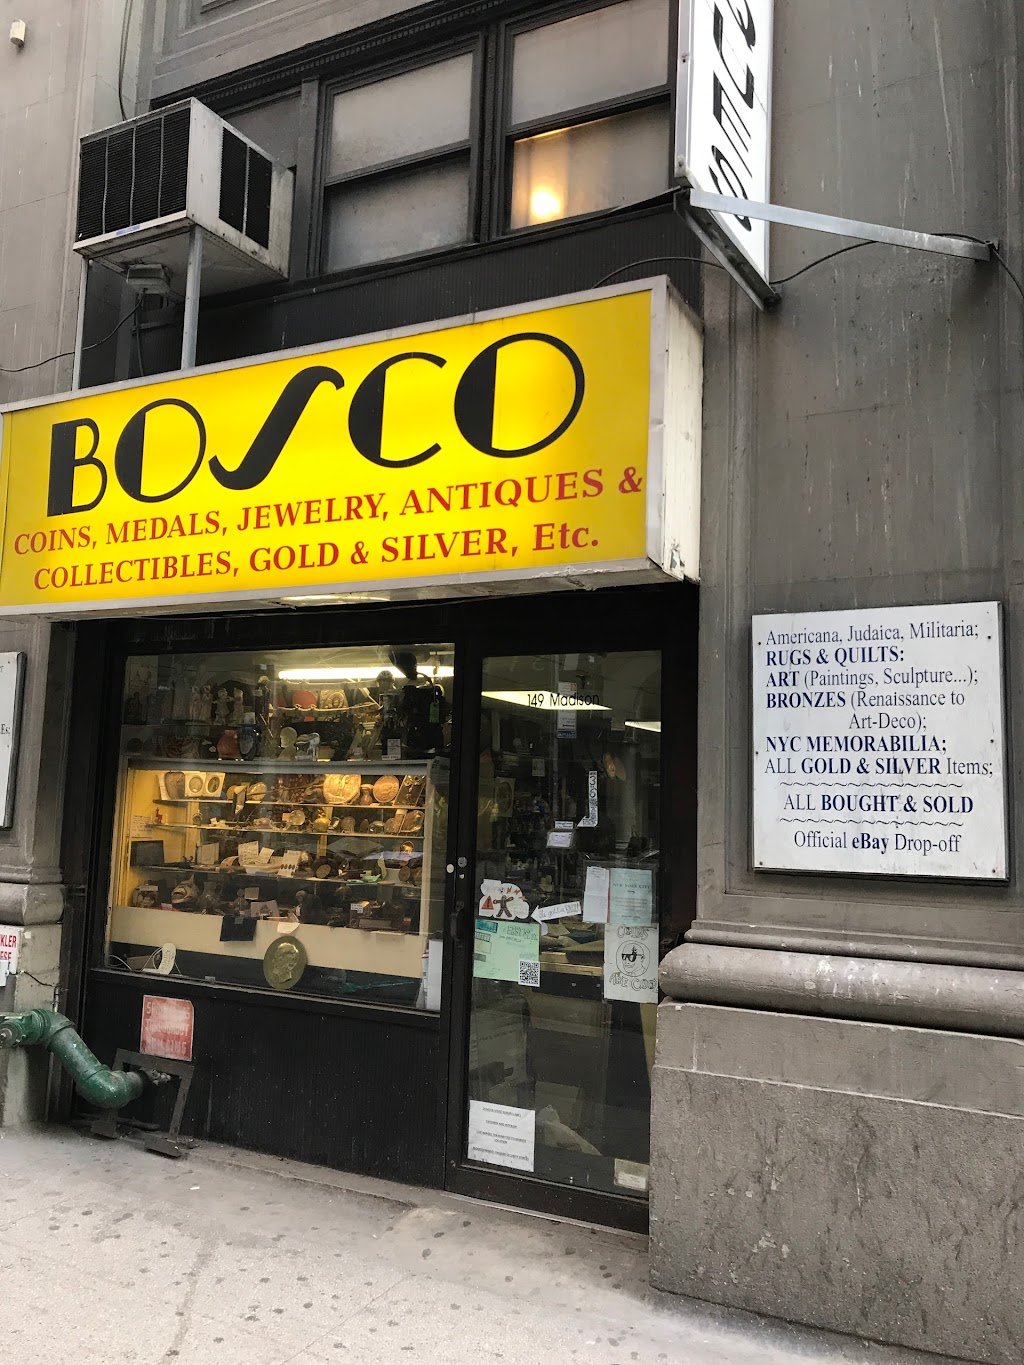 BOSCO
COINS, MEDALS, JEWELRY, ANTIQUES &
COLLECTIBLES, GOLD & SILVER, Etc.
149 Madison
Americana, Judaica, Militaria;
RUGS & QUILTS:
ART (Paintings, Sculpture...);
BRONZES (Renaissance to
Art-Deco);
NYC MEMORABILIA;
ALL GOLD & SILVER Items;
ALL BOUGHT & SOLD
Official eBay Drop-off